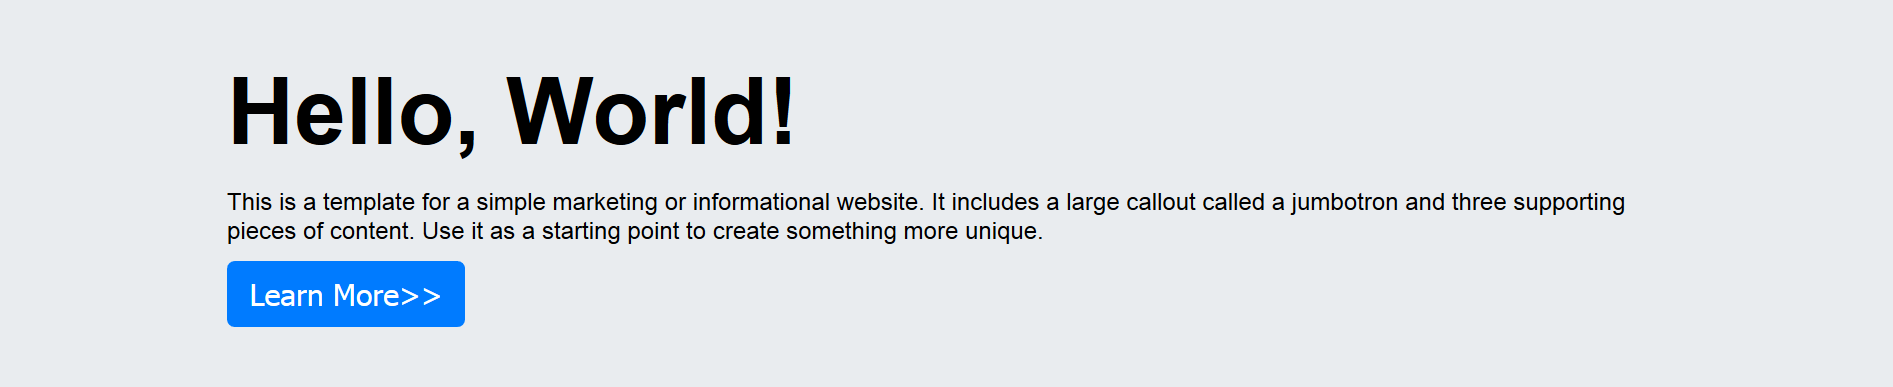 Hello, World!
This is a template for a simple marketing or informational website. It includes a large callout called a jumbotron and three supporting
pieces of content. Use it as a starting point to create something more unique.
Learn More>>